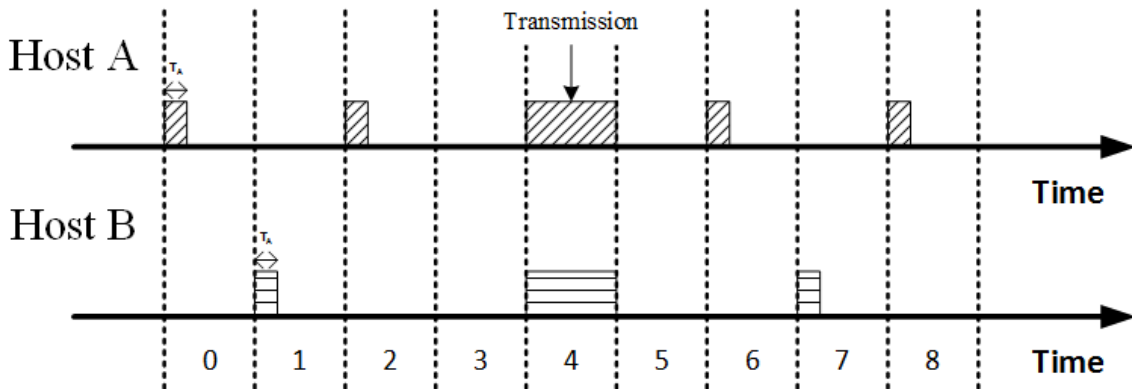 Transmission
Host A
T_A
Time
Host B
T_A
0 1 2 3 4 5 6 7 8
Time